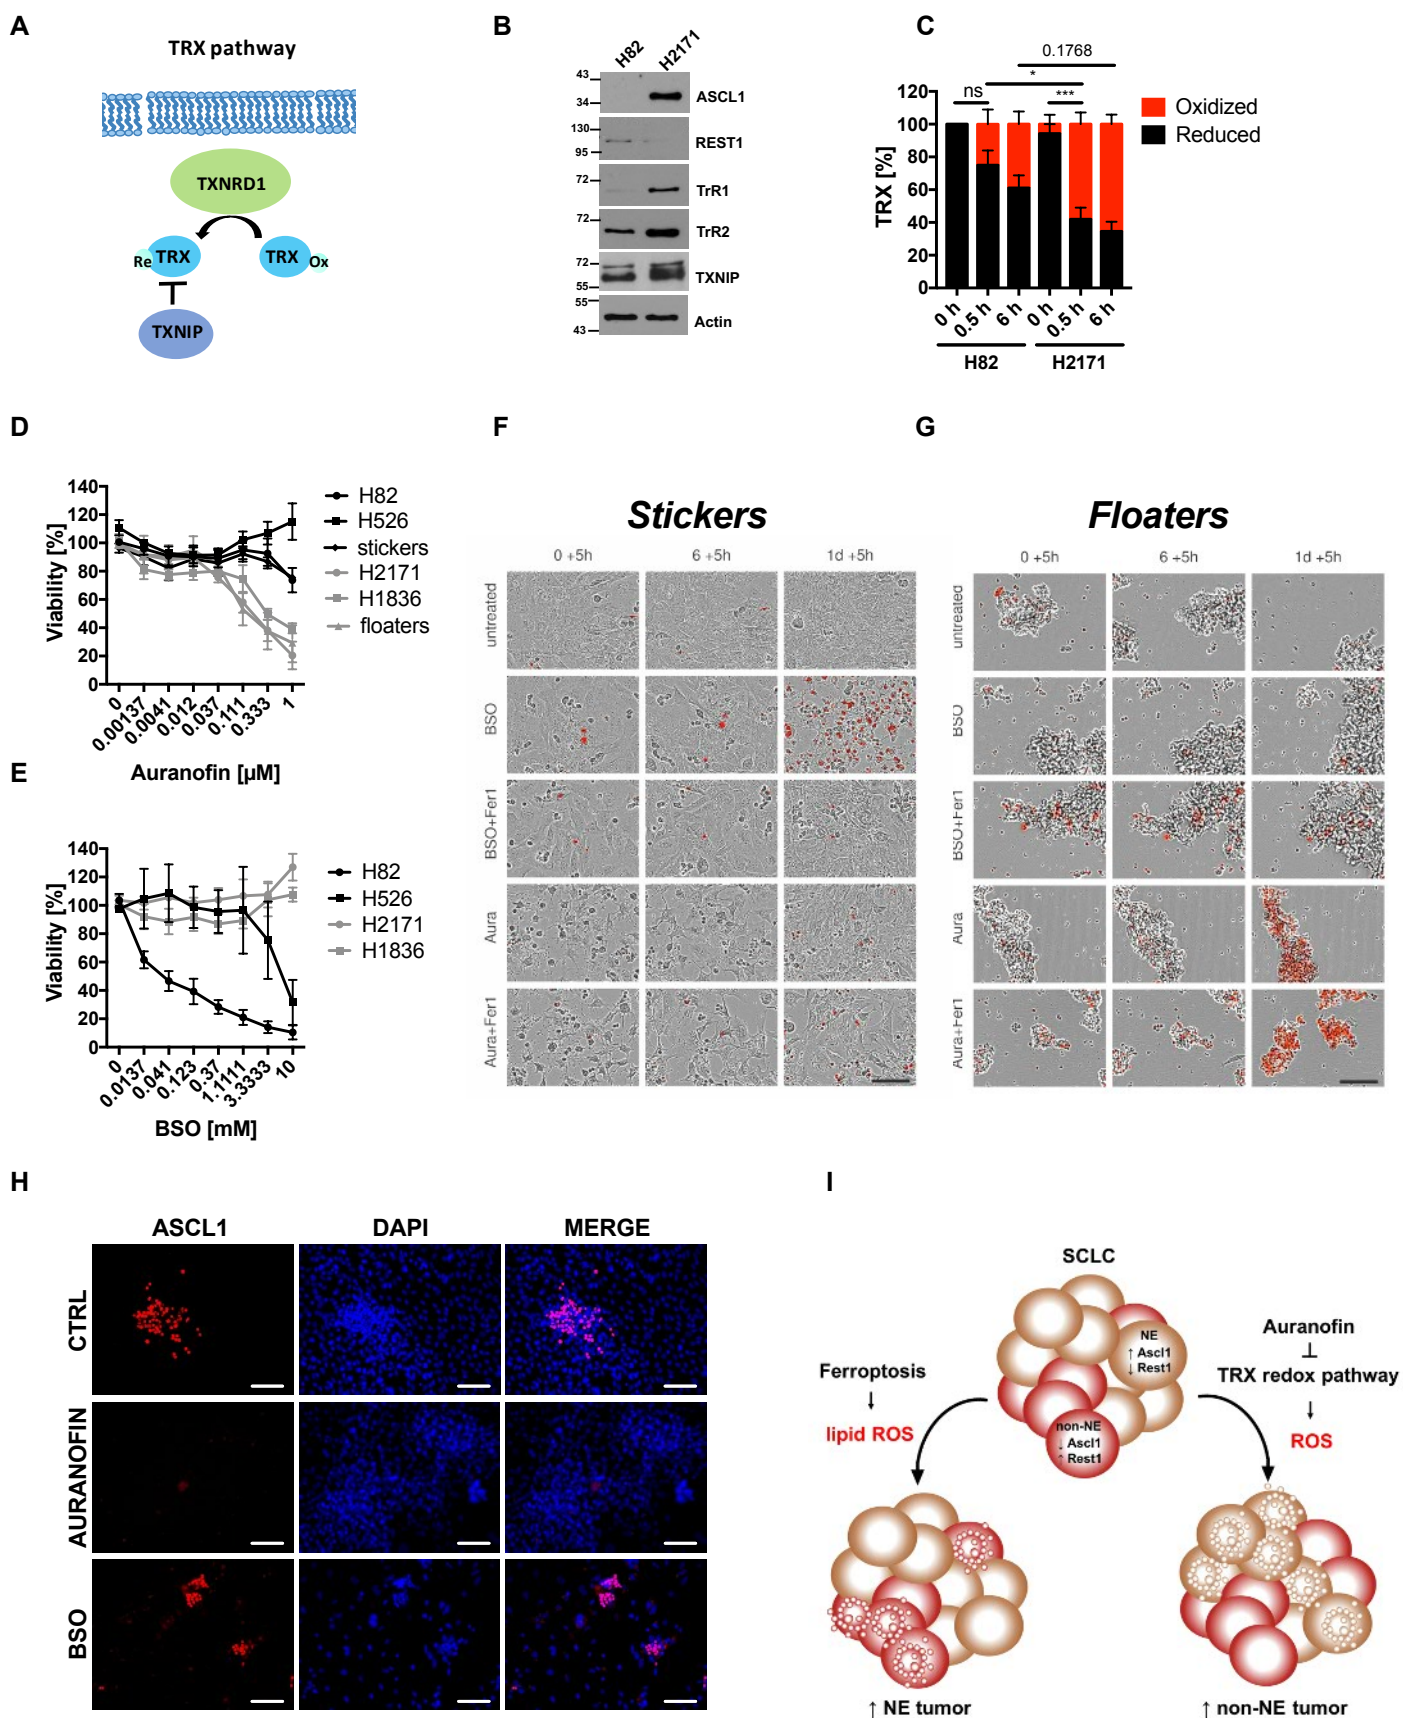 A
TRX pathway
TXNRD1
Re
TRX
TRX
Ox
TXNIP
B
H82
H2171
43
34
ASCL1
130
95
REST1
72
TrR1
72
TrR2
72
55
TXNIP
55
43
Actin
C
0.1768
*
ns
***
120
100
80
60
40
20
0
TRX [%]
Oxidized
Reduced
0 h
0.5 h
6 h
0 h
0.5 h
6 h
H82
H2171
D
140
120
100
80
60
40
20
0
Viability [%]
H82
H526
stickers
H2171
H1836
floaters
0
0.00137
0.0041
0.012
0.037
0.111
0.333
1
Auranofin [µM]
E
140
120
100
80
60
40
20
0
Viability [%]
H82
H526
H2171
H1836
0
0.0137
0.041
0.123
0.37
1.1111
3.3333
10
BSO [mM]
F
Stickers
0 +5h
6 +5h
1d +5h
untreated
BSO
BSO+Fer1
Aura
Aura+Fer1
G
Floaters
0 +5h
6 +5h
1d +5h
untreated
BSO
BSO+Fer1
Aura
Aura+Fer1
H
ASCL1
DAPI
MERGE
CTRL
AURANOFIN
BSO
I
SCLC
NE
↑ Ascl1
↓ Rest1
non-NE
↓ Ascl1
↑ Rest1
Ferroptosis
↓
lipid ROS
Auranofin
⊥
TRX redox pathway
↓
ROS
↑ NE tumor
↑ non-NE tumor